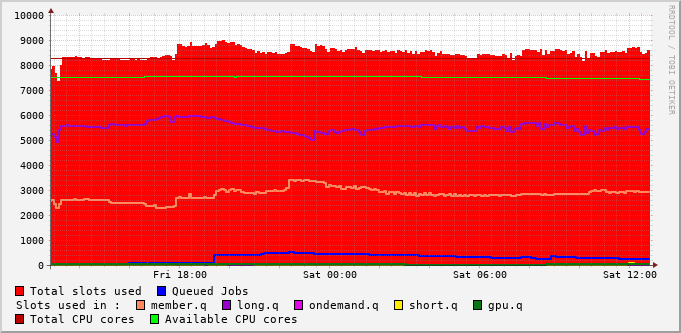 10000
9000
8000
7000
6000
5000
4000
3000
2000
1000
0
Fri 18:00 Sat 00:00 Sat 06:00 Sat 12:00
Total slots used Queued Jobs
Slots used in : member.q long.q ondemand.q short.q gpu.q
Total CPU cores Available CPU cores
RRDTOOL / TOBI OETIKER